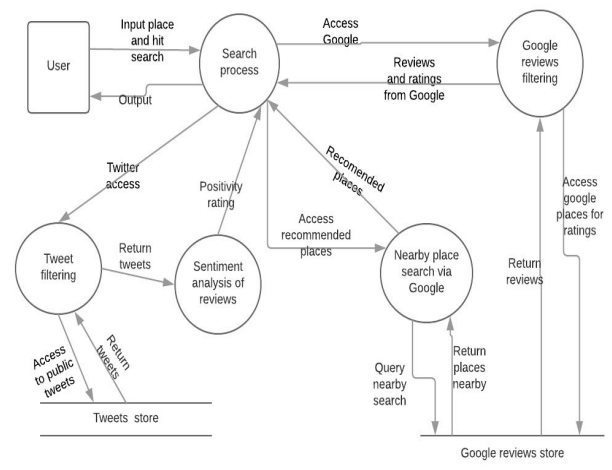 Input place
and hit
search
Access
Google
User
Search
process
Google
reviews
filtering
Reviews
and ratings
from Google
Output
Twitter
access
Positivity
rating
Recomended
places
Access
google
places for
ratings
Access
recommended
places
Tweet
filtering
Return
tweets
Sentiment
analysis of
reviews
Nearby place
search via
Google
Return
reviews
Access
to public
tweets
Return
tweets
Query
nearby
search
Return
places
nearby
Tweets store
Google reviews store